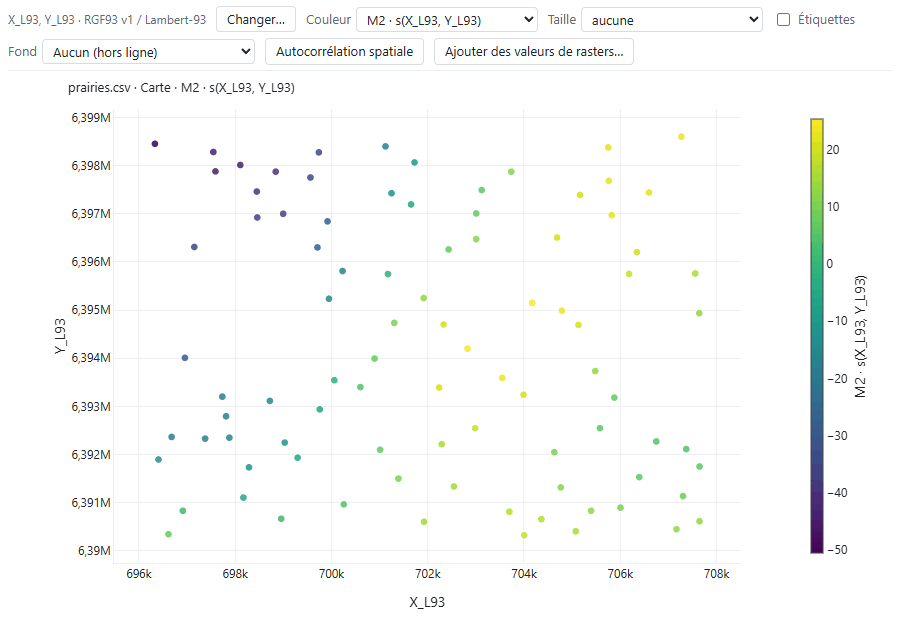 X_L93, Y_L93 · RGF93 v1 / Lambert-93 Changer... Couleur M2 · s(X_L93, Y_L93) Taille aucune Étiquettes
Fond Aucun (hors ligne) Autocorrélation spatiale Ajouter des valeurs de rasters...
prairies.csv · Carte · M2 · s(X_L93, Y_L93)
6,399M
6,398M
6,397M
6,396M
6,395M
6,394M
6,393M
6,392M
6,391M
6,39M
Y_L93
696k 698k 700k 702k 704k 706k 708k
X_L93
20
10
0
−10
−20
−30
−40
−50
M2 · s(X_L93, Y_L93)